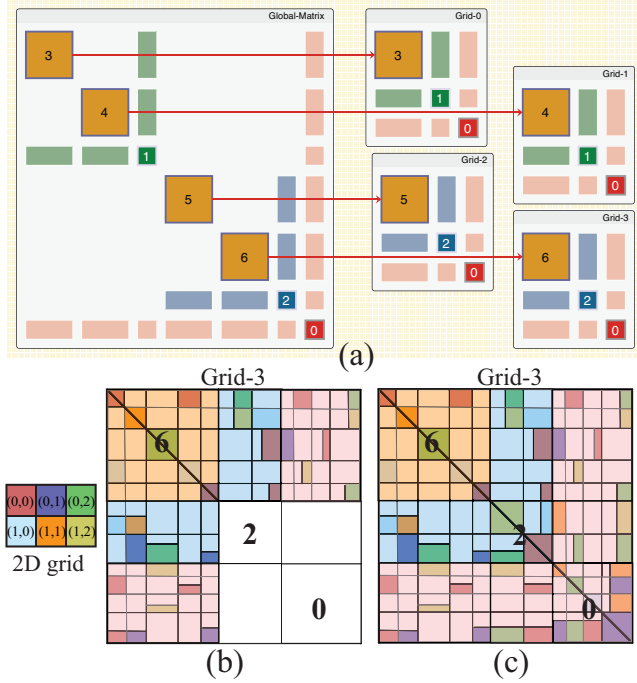 Global-Matrix
Grid-0
3
3
Grid-1
4
1
4
0
1
Grid-2
1
0
5
5
Grid-3
2
6
0
6
2
2
0
0
(a)
Grid-3
Grid-3
6
6
(0,0) (0,1) (0,2)
(1,0) (1,1) (1,2)
2D grid
2
2
0
0
(b)
(c)